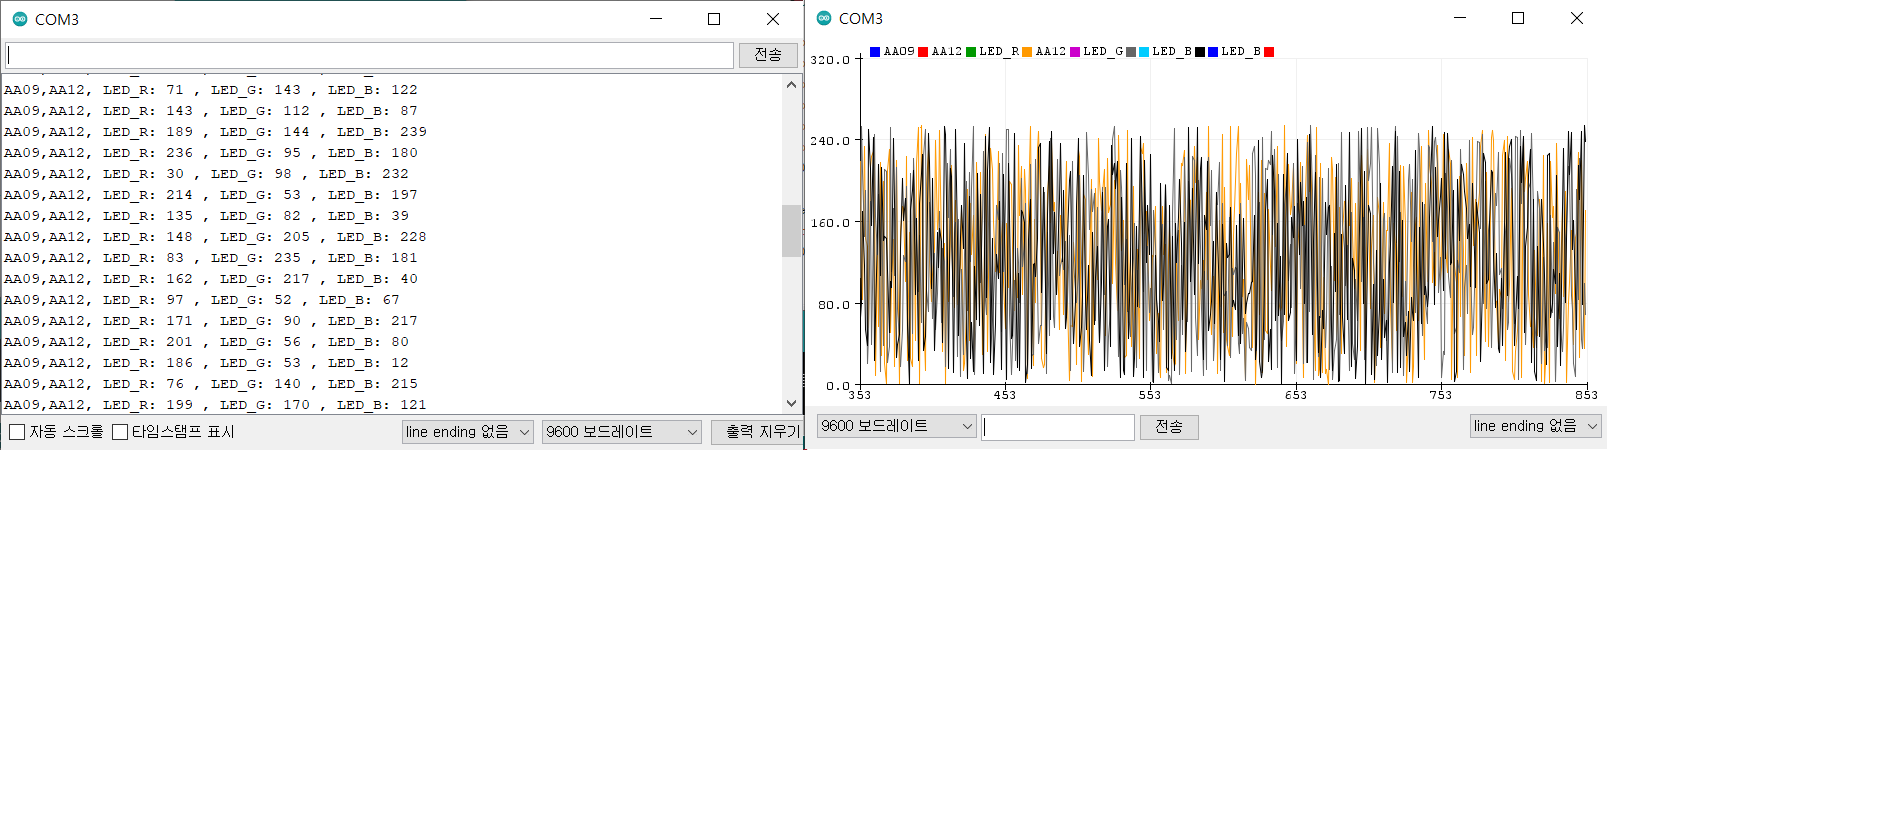 COM3
전송
AA09,AA12, LED_R: 71 , LED_G: 143 , LED_B: 122
AA09,AA12, LED_R: 143 , LED_G: 112 , LED_B: 87
AA09,AA12, LED_R: 189 , LED_G: 144 , LED_B: 239
AA09,AA12, LED_R: 236 , LED_G: 95 , LED_B: 180
AA09,AA12, LED_R: 30 , LED_G: 98 , LED_B: 232
AA09,AA12, LED_R: 214 , LED_G: 53 , LED_B: 197
AA09,AA12, LED_R: 135 , LED_G: 82 , LED_B: 39
AA09,AA12, LED_R: 148 , LED_G: 205 , LED_B: 228
AA09,AA12, LED_R: 83 , LED_G: 235 , LED_B: 181
AA09,AA12, LED_R: 162 , LED_G: 217 , LED_B: 40
AA09,AA12, LED_R: 97 , LED_G: 52 , LED_B: 67
AA09,AA12, LED_R: 171 , LED_G: 90 , LED_B: 217
AA09,AA12, LED_R: 201 , LED_G: 56 , LED_B: 80
AA09,AA12, LED_R: 186 , LED_G: 53 , LED_B: 12
AA09,AA12, LED_R: 76 , LED_G: 140 , LED_B: 215
AA09,AA12, LED_R: 199 , LED_G: 170 , LED_B: 121
자동 스크롤 타임스탬프 표시 line ending 없음 9600 보드레이트 출력 지우기
COM3
AA09 AA12 LED_R AA12 LED_G LED_B LED_B
320.0
240.0
160.0
80.0
0.0
353 453 553 653 753 853
9600 보드레이트 전송 line ending 없음